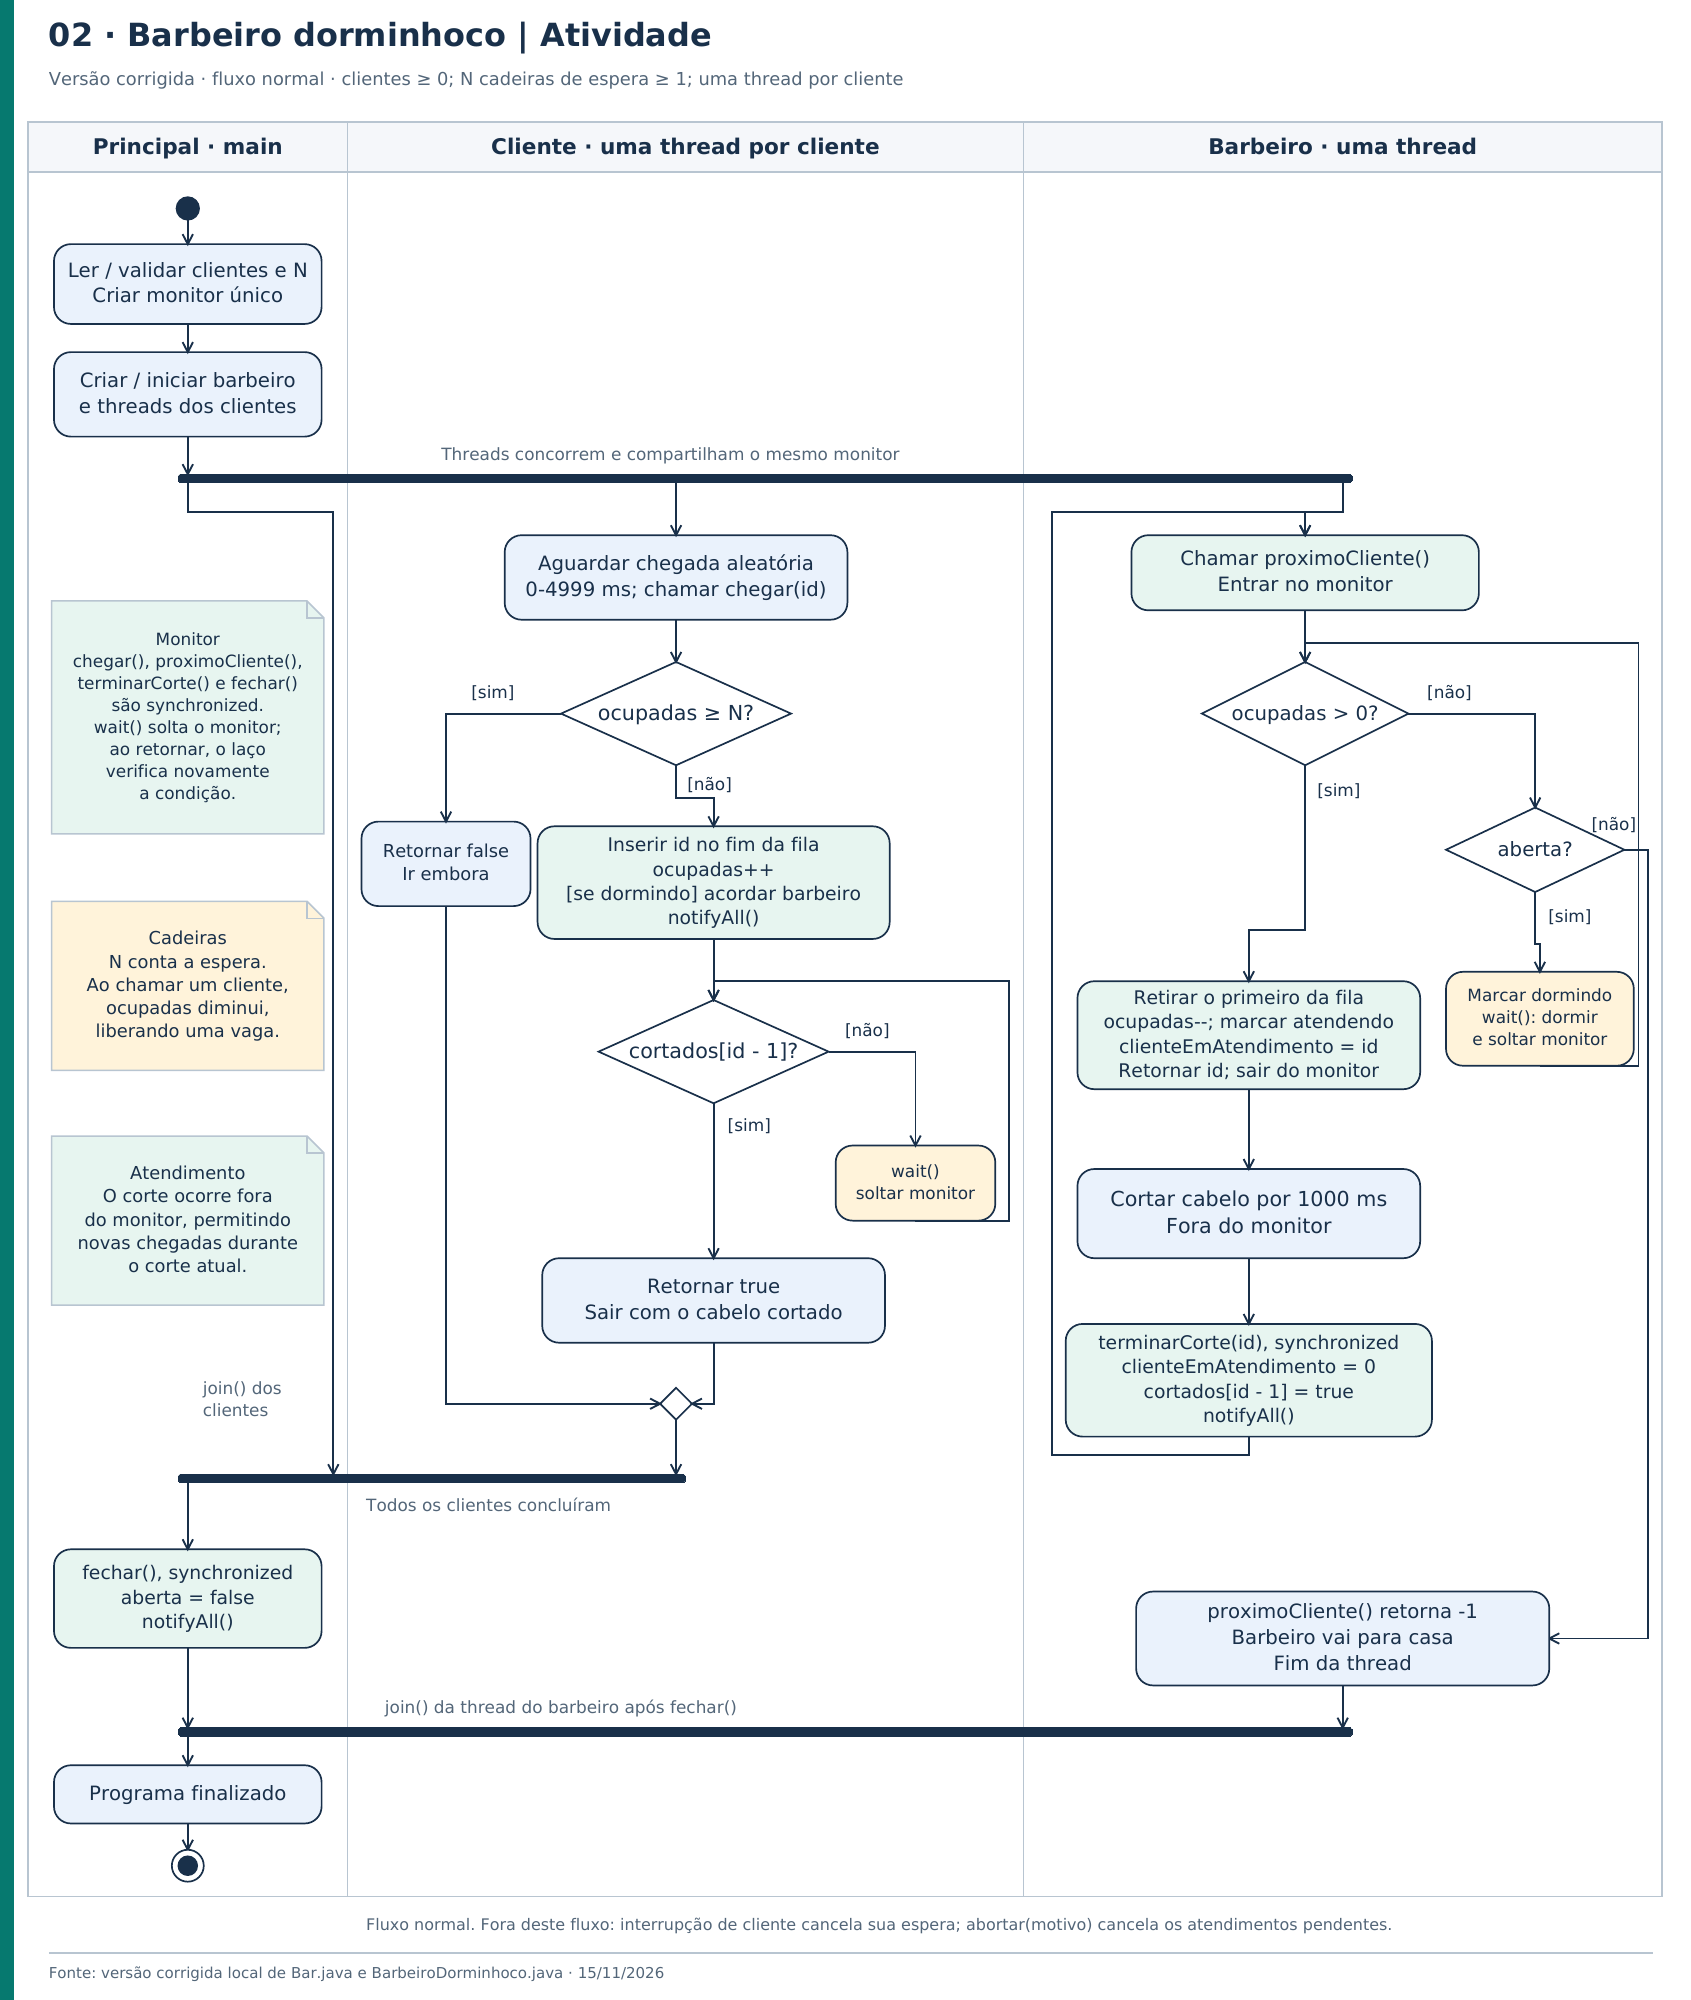 02 · Barbeiro dorminhoco | Atividade
Versão corrigida · fluxo normal · clientes ≥ 0; N cadeiras de espera ≥ 1; uma thread por cliente
Principal · main
Cliente · uma thread por cliente
Barbeiro · uma thread
Ler / validar clientes e N
Criar monitor único
Criar / iniciar barbeiro
e threads dos clientes
Threads concorrem e compartilham o mesmo monitor
Monitor
chegar(), proximoCliente(),
terminarCorte() e fechar()
são synchronized.
wait() solta o monitor;
ao retornar, o laço
verifica novamente
a condição.
Cadeiras
N conta a espera.
Ao chamar um cliente,
ocupadas diminui,
liberando uma vaga.
Atendimento
O corte ocorre fora
do monitor, permitindo
novas chegadas durante
o corte atual.
join() dos
clientes
Aguardar chegada aleatória
0-4999 ms; chamar chegar(id)
ocupadas ≥ N?
[sim]
[não]
Retornar false
Ir embora
Inserir id no fim da fila
ocupadas++
[se dormindo] acordar barbeiro
notifyAll()
cortados[id - 1]?
[não]
[sim]
wait()
soltar monitor
Retornar true
Sair com o cabelo cortado
Todos os clientes concluíram
Chamar proximoCliente()
Entrar no monitor
ocupadas > 0?
[não]
[sim]
aberta?
[não]
[sim]
Marcar dormindo
wait(): dormir
e soltar monitor
Retirar o primeiro da fila
ocupadas--; marcar atendendo
clienteEmAtendimento = id
Retornar id; sair do monitor
Cortar cabelo por 1000 ms
Fora do monitor
terminarCorte(id), synchronized
clienteEmAtendimento = 0
cortados[id - 1] = true
notifyAll()
fechar(), synchronized
aberta = false
notifyAll()
proximoCliente() retorna -1
Barbeiro vai para casa
Fim da thread
join() da thread do barbeiro após fechar()
Programa finalizado
Fluxo normal. Fora deste fluxo: interrupção de cliente cancela sua espera; abortar(motivo) cancela os atendimentos pendentes.
Fonte: versão corrigida local de Bar.java e BarbeiroDorminhoco.java · 15/11/2026